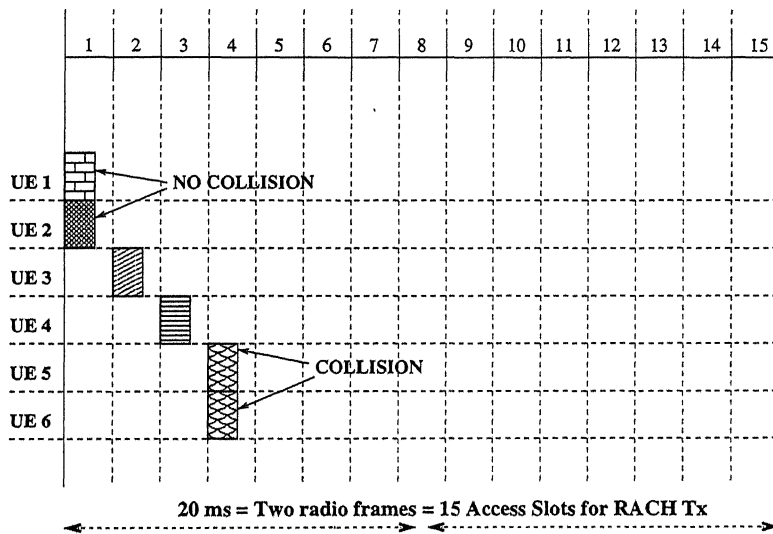 1 2 3 4 5 6 7 8 9 10 11 12 13 14 15
UE 1
NO COLLISION
UE 2
UE 3
UE 4
UE 5
COLLISION
UE 6
20 ms = Two radio frames = 15 Access Slots for RACH Tx